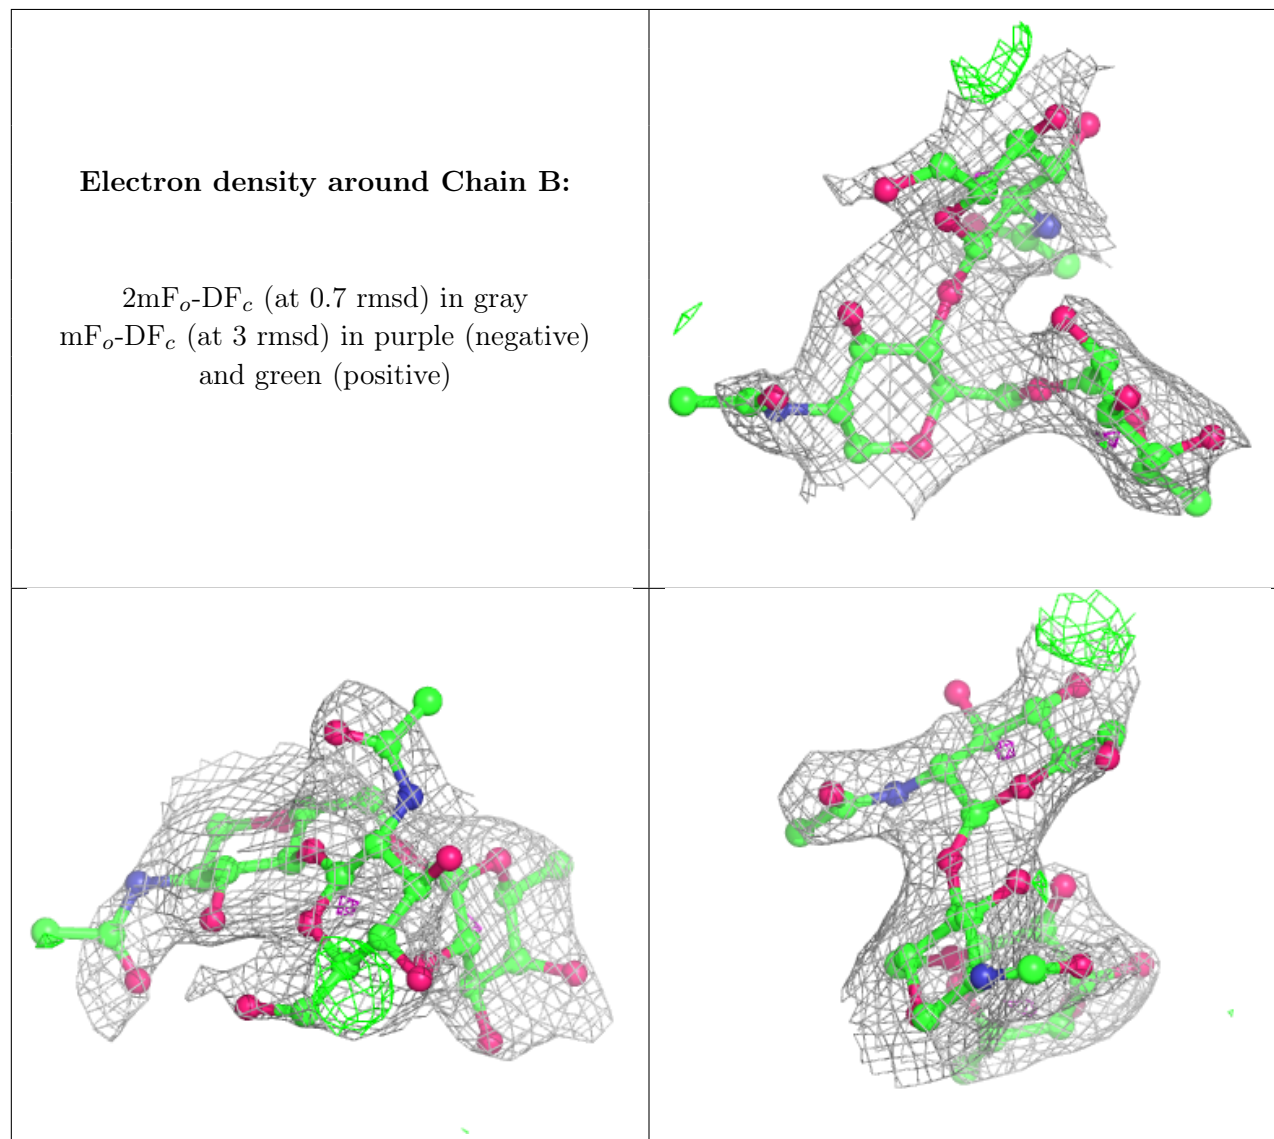 Electron density around Chain B:
2mFo-DFc (at 0.7 rmsd) in gray
mFo-DFc (at 3 rmsd) in purple (negative)
and green (positive)